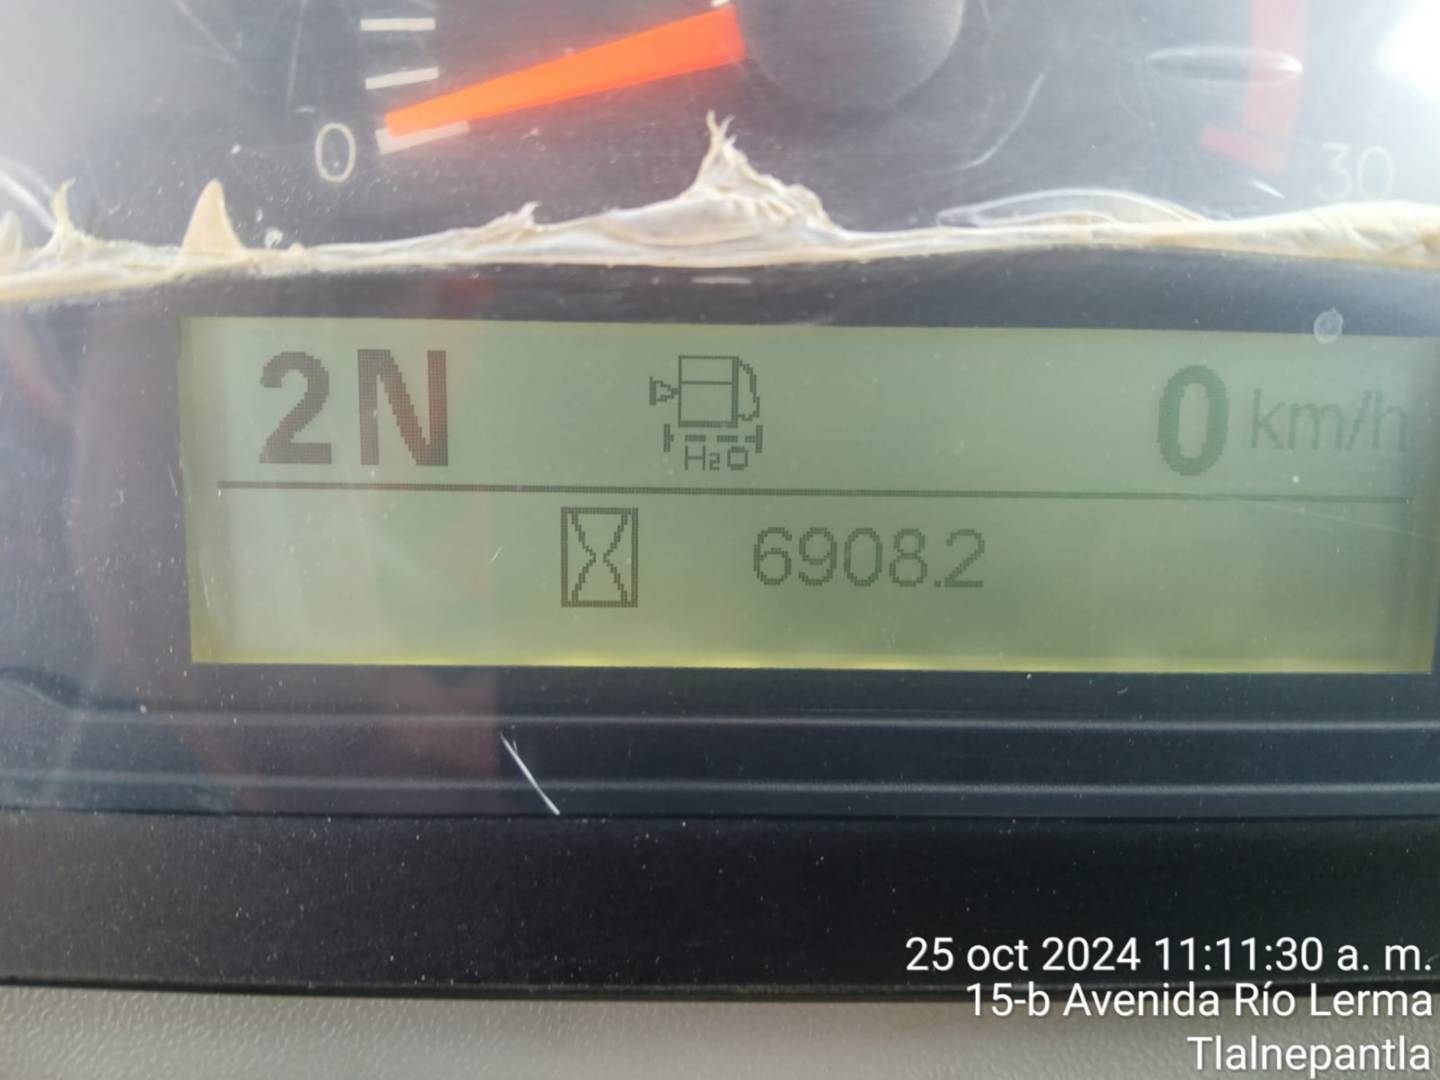 0
30
2N
0 km/h
H2O
6908.2
25 oct 2024 11:11:30 a. m.
15-b Avenida Río Lerma
Tlalnepantla